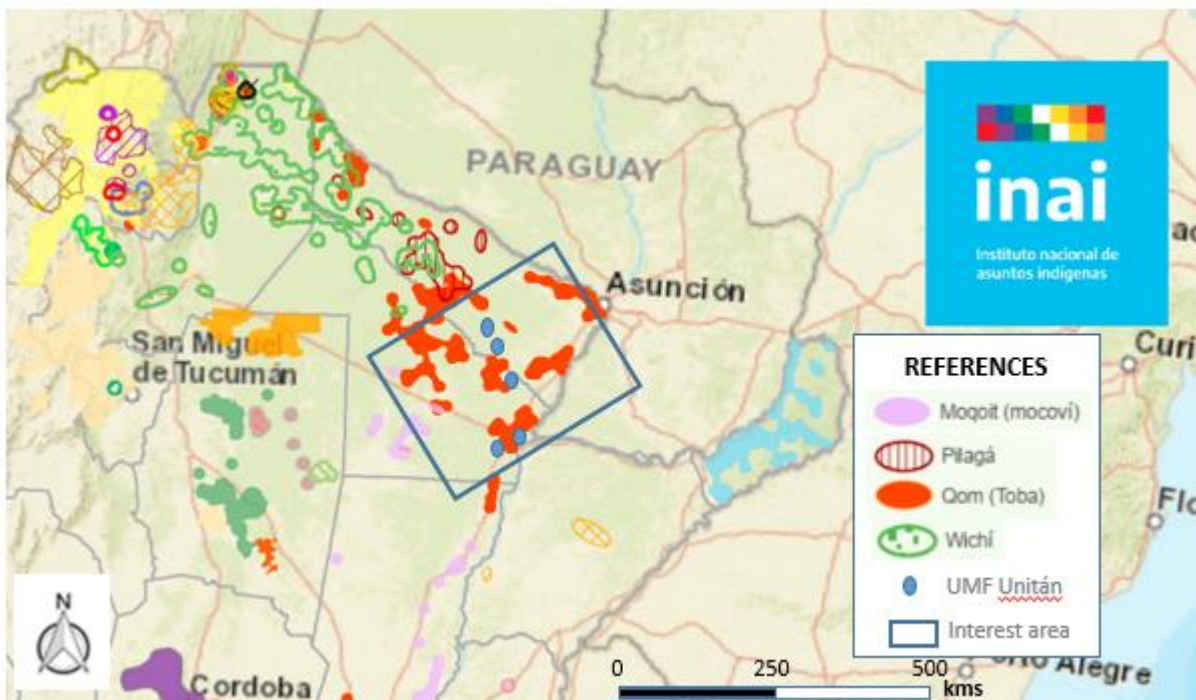 PARAGUAY
Asunción
San Miguel
de Tucumán
Cordoba
N
inai
Instituto nacional de
asuntos indígenas
Curi
REFERENCES
Moqoit (mocoví)
Pilagá
Qom (Toba)
Wichí
UMF Unitán
Interest area
Flo
Alegre
0 250 500
kms